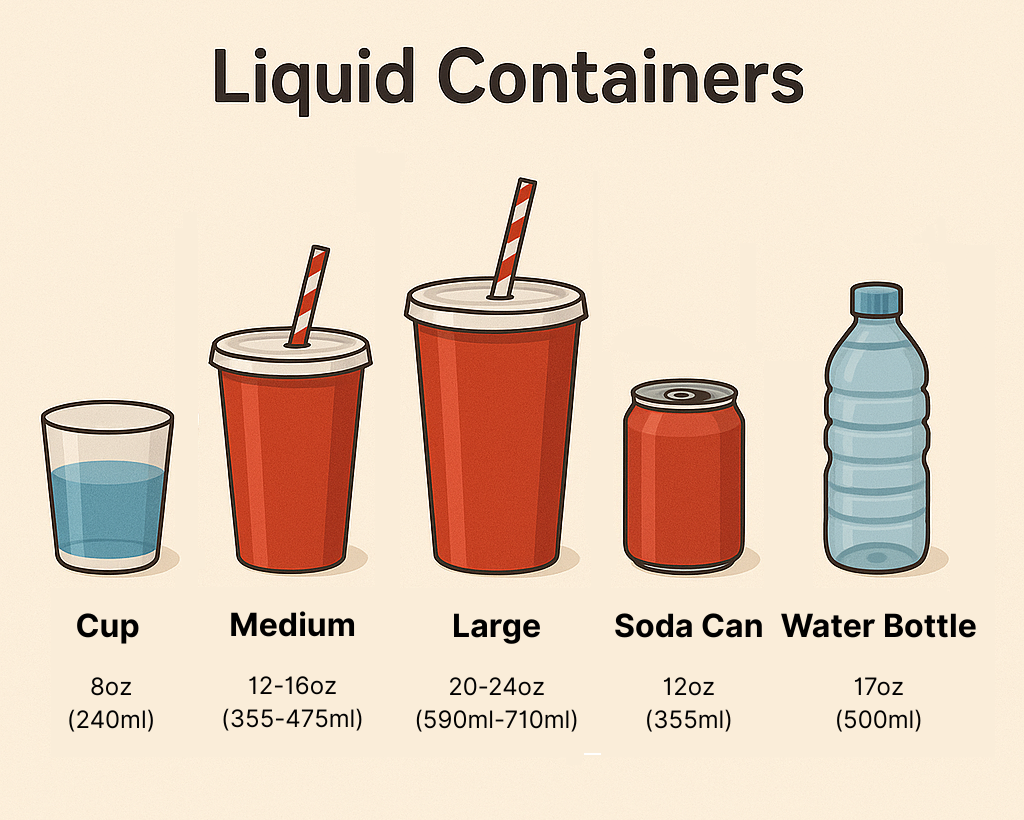 Liquid Containers
Cup
Medium
Large
Soda Can
Water Bottle
8oz
(240ml)
12-16oz
(355-475ml)
20-24oz
(590ml-710ml)
12oz
(355ml)
17oz
(500ml)